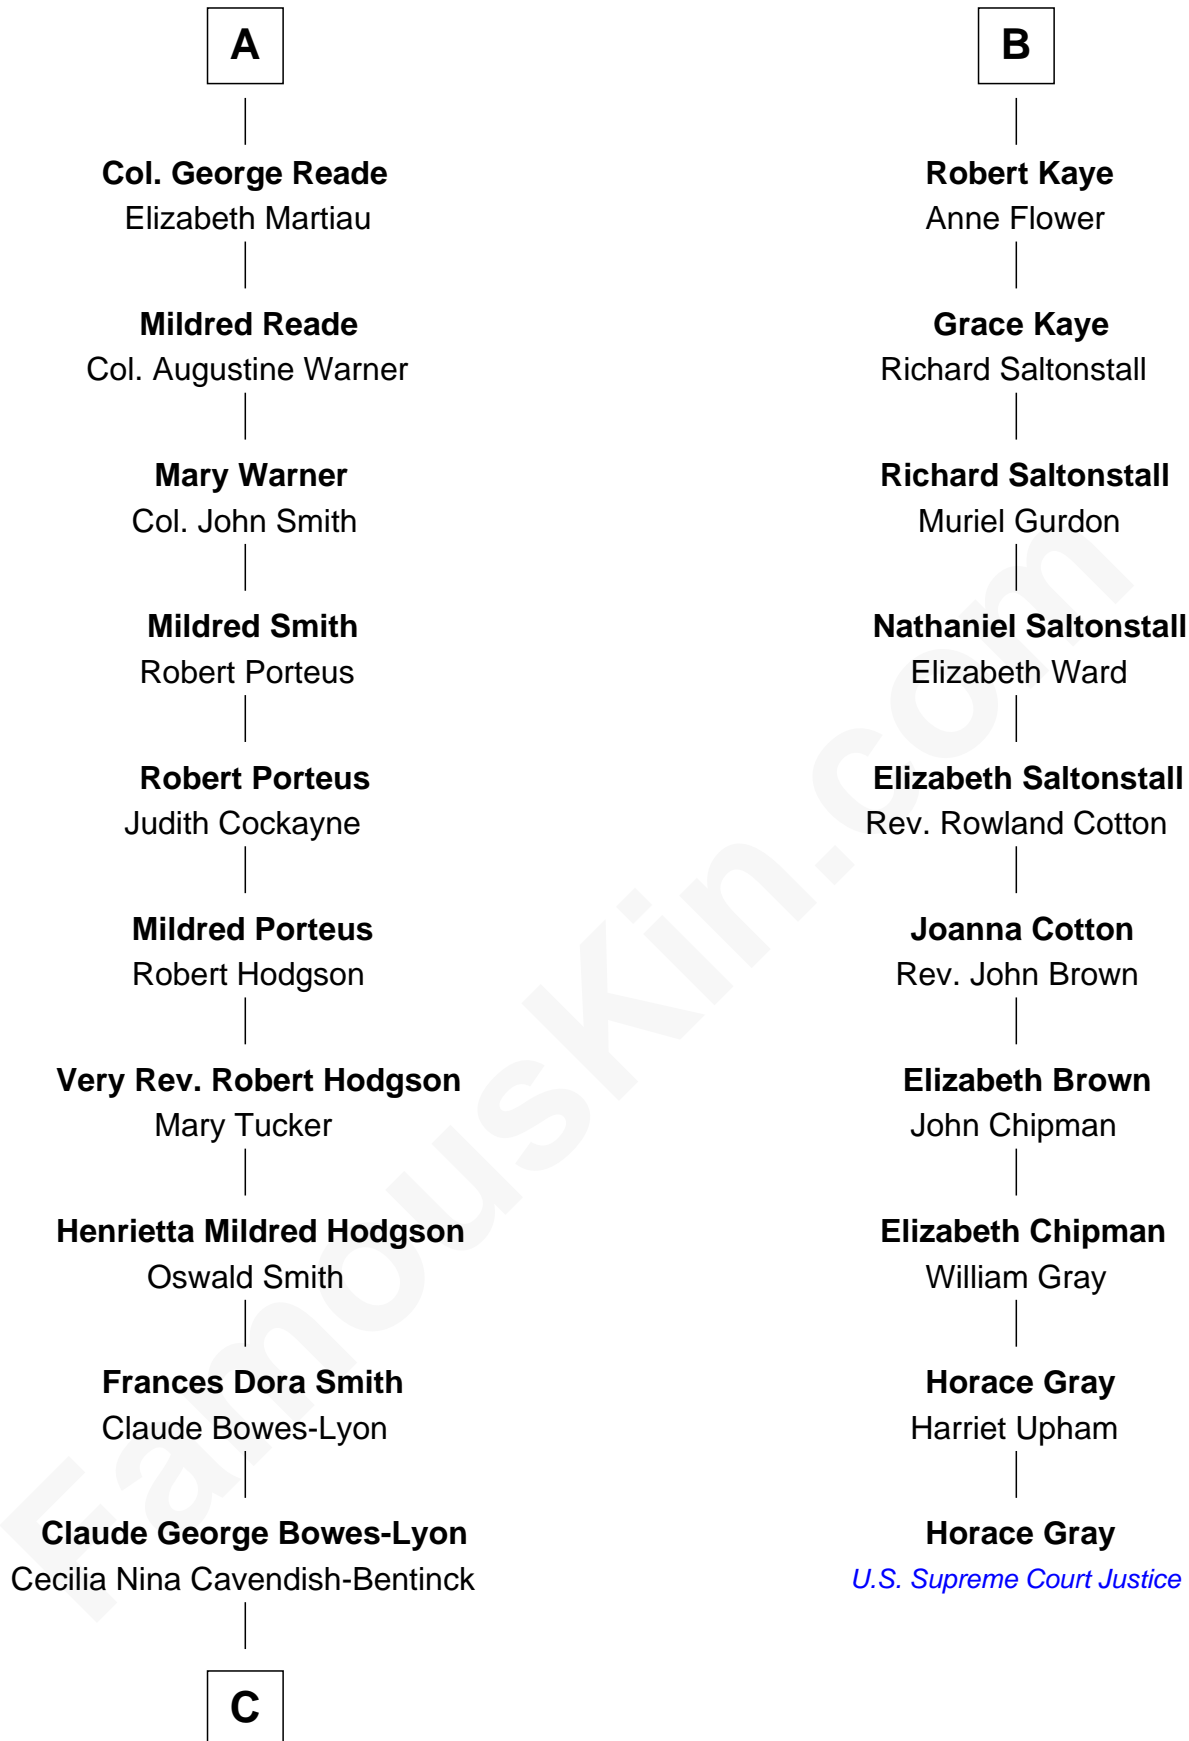 A
Col. George Reade
Elizabeth Martiau
Mildred Reade
Col. Augustine Warner
Mary Warner
Col. John Smith
Mildred Smith
Robert Porteus
Robert Porteus
Judith Cockayne
Mildred Porteus
Robert Hodgson
Very Rev. Robert Hodgson
Mary Tucker
Henrietta Mildred Hodgson
Oswald Smith
Frances Dora Smith
Claude Bowes-Lyon
Claude George Bowes-Lyon
Cecilia Nina Cavendish-Bentinck
C
B
Robert Kaye
Anne Flower
Grace Kaye
Richard Saltonstall
Richard Saltonstall
Muriel Gurdon
Nathaniel Saltonstall
Elizabeth Ward
Elizabeth Saltonstall
Rev. Rowland Cotton
Joanna Cotton
Rev. John Brown
Elizabeth Brown
John Chipman
Elizabeth Chipman
William Gray
Horace Gray
Harriet Upham
Horace Gray
U.S. Supreme Court Justice
FamousKin.com